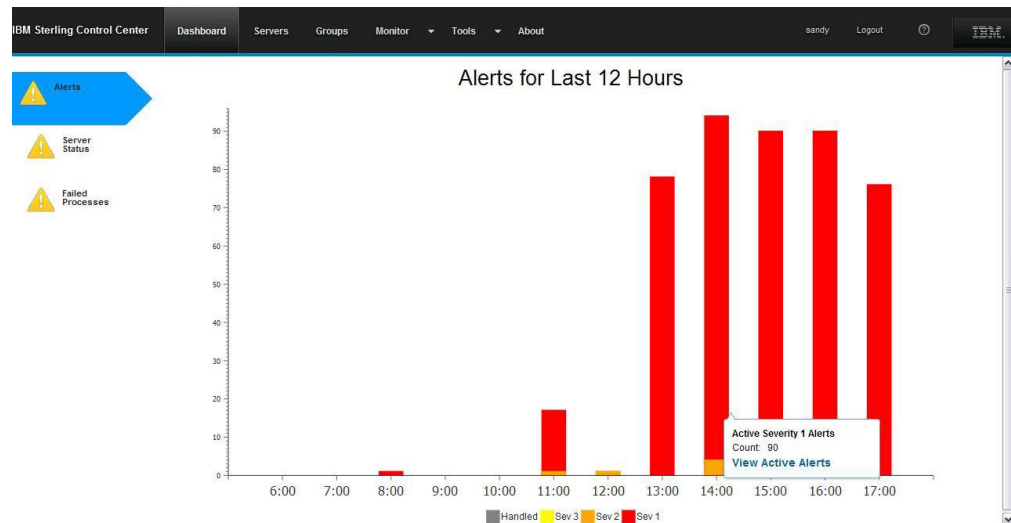 IBM Sterling Control Center Dashboard Servers Groups Monitor Tools About sandy Logout ? IBM.
Alerts for Last 12 Hours
Alerts
Server
Status
Failed
Processes
90
80
70
60
50
40
30
20
10
0
Active Severity 1 Alerts
Count: 90
View Active Alerts
6:00 7:00 8:00 9:00 10:00 11:00 12:00 13:00 14:00 15:00 16:00 17:00
Handled Sev 3 Sev 2 Sev 1